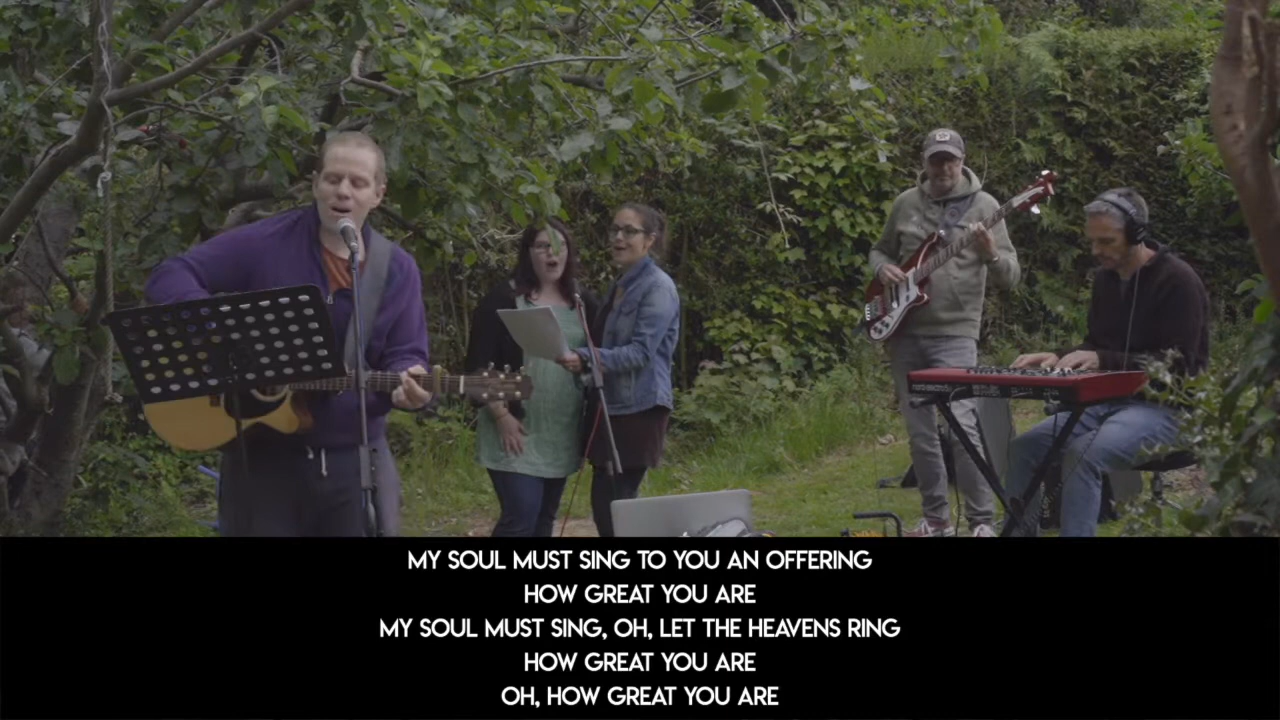 MY SOUL MUST SING TO YOU AN OFFERING
HOW GREAT YOU ARE
MY SOUL MUST SING, OH, LET THE HEAVENS RING
HOW GREAT YOU ARE
OH, HOW GREAT YOU ARE